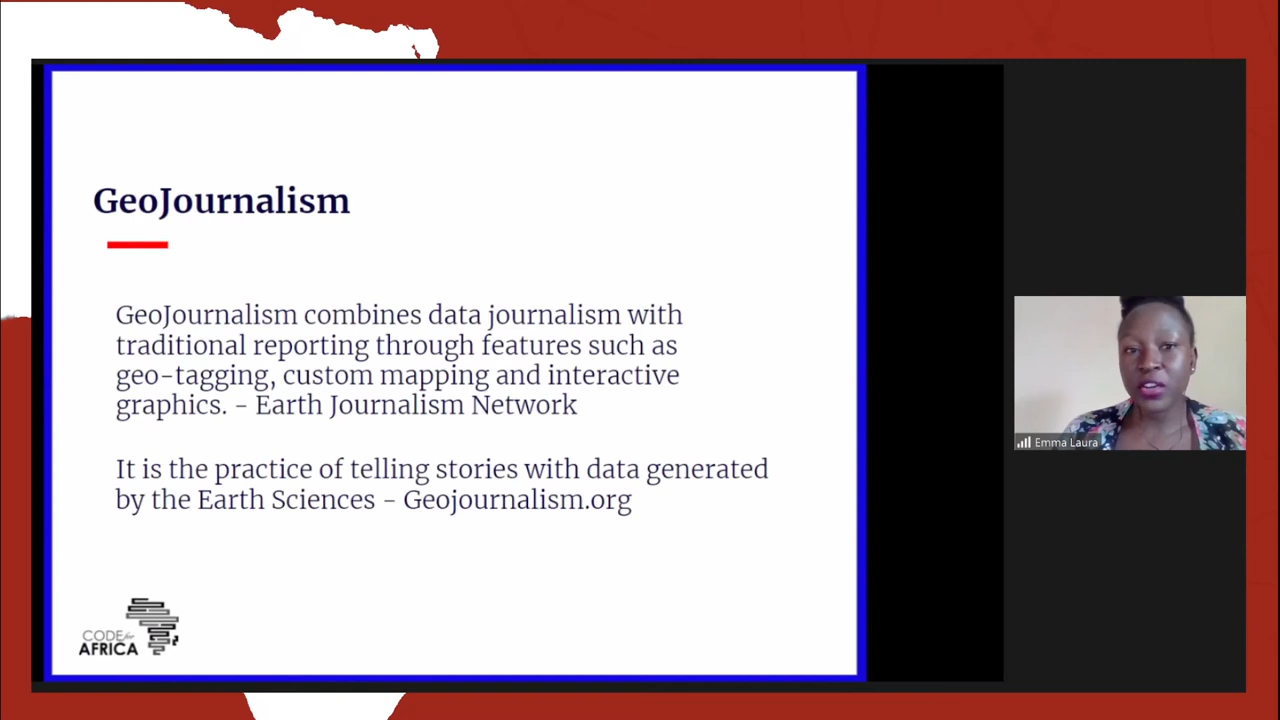 GeoJournalism
GeoJournalism combines data journalism with
traditional reporting through features such as
geo-tagging, custom mapping and interactive
graphics. - Earth Journalism Network
It is the practice of telling stories with data generated
by the Earth Sciences - Geojournalism.org
CODE for
AFRICA
Emma Laura